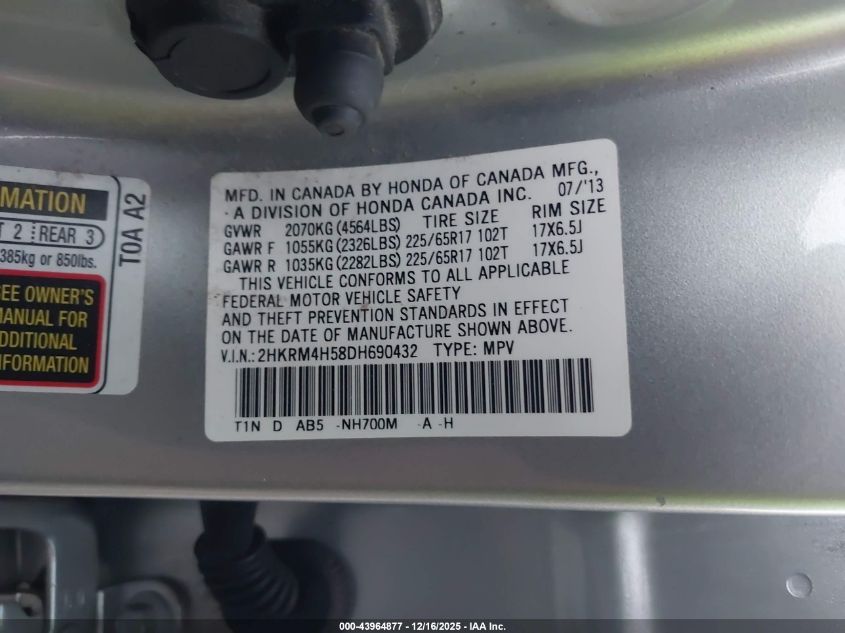 MATION
T 2 REAR 3
385kg or 850lbs.
EE OWNER'S
MANUAL FOR
DDITIONAL
NFORMATION
T0A A2
MFD. IN CANADA BY HONDA OF CANADA MFG.,
A DIVISION OF HONDA CANADA INC. 07/'13
GVWR 2070KG(4564LBS) TIRE SIZE RIM SIZE
GAWR F 1055KG(2326LBS) 225/65R17 102T 17X6.5J
GAWR R 1035KG(2282LBS) 225/65R17 102T 17X6.5J
THIS VEHICLE CONFORMS TO ALL APPLICABLE
FEDERAL MOTOR VEHICLE SAFETY
AND THEFT PREVENTION STANDARDS IN EFFECT
ON THE DATE OF MANUFACTURE SHOWN ABOVE.
V.I.N.: 2HKRM4H58DH690432 TYPE: MPV
T1N D AB5 -NH700M -A -H
000-43964877 - 12/16/2025 - IAA Inc.